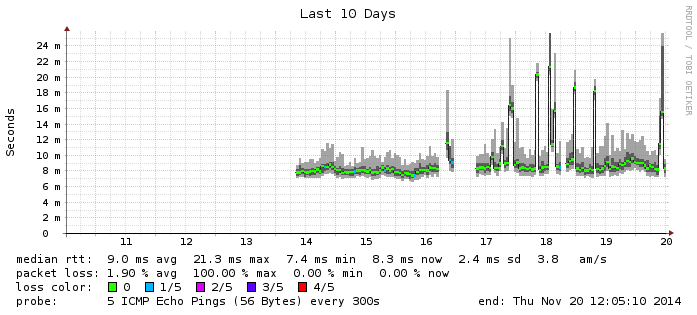 Last 10 Days
RRDTOOL / TOBI OETIKER
Seconds
24 m
22 m
20 m
18 m
16 m
14 m
12 m
10 m
8 m
6 m
4 m
2 m
0
11 12 13 14 15 16 17 18 19 20
median rtt: 9.0 ms avg 21.3 ms max 7.4 ms min 8.3 ms now 2.4 ms sd 3.8 am/s
packet loss: 1.90 % avg 100.00 % max 0.00 % min 0.00 % now
loss color: 0 1/5 2/5 3/5 4/5
probe: 5 ICMP Echo Pings (56 Bytes) every 300s end: Thu Nov 20 12:05:10 2014